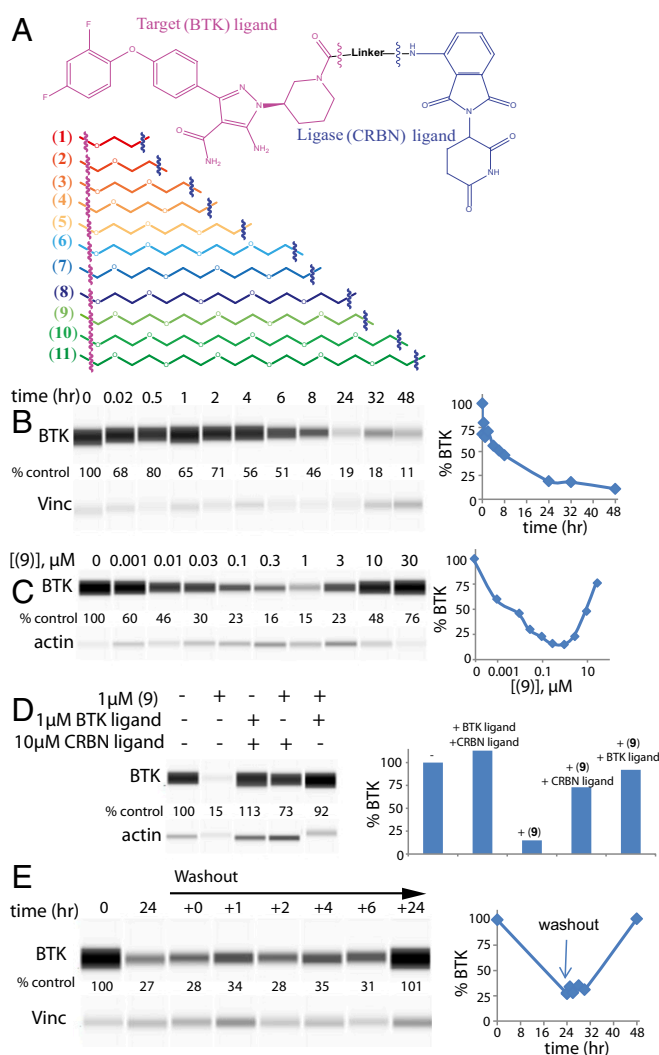 A
Target (BTK) ligand
F
F
O
N
N
O
NH₂
NH₂
O
N
Linker
H
N
O
O
N
NH
O
O
Ligase (CRBN) ligand
(1)
(2)
(3)
(4)
(5)
(6)
(7)
(8)
(9)
(10)
(11)
B
time (hr) 0 0.02 0.5 1 2 4 6 8 24 32 48
BTK
% control 100 68 80 65 71 56 51 46 19 18 11
Vinc
% BTK
100
75
50
25
0
0 8 16 24 32 40 48
time (hr)
C
[(9)], μM 0 0.001 0.01 0.03 0.1 0.3 1 3 10 30
BTK
% control 100 60 46 30 23 16 15 23 48 76
actin
% BTK
100
75
50
25
0
0 0.001 0.1 10
[(9)], μM
D
1μM (9) - + - + +
1μM BTK ligand - - + - +
10μM CRBN ligand - - + + -
BTK
% control 100 15 113 73 92
actin
% BTK
100
75
50
25
0
-
+ BTK ligand
+CRBN ligand
+ (9)
+ (9)
+ CRBN ligand
+ (9)
+ BTK ligand
E
Washout
time (hr) 0 24 +0 +1 +2 +4 +6 +24
BTK
% control 100 27 28 34 28 35 31 101
Vinc
% BTK
100
75
50
25
0
washout
0 8 16 24 32 40 48
time (hr)